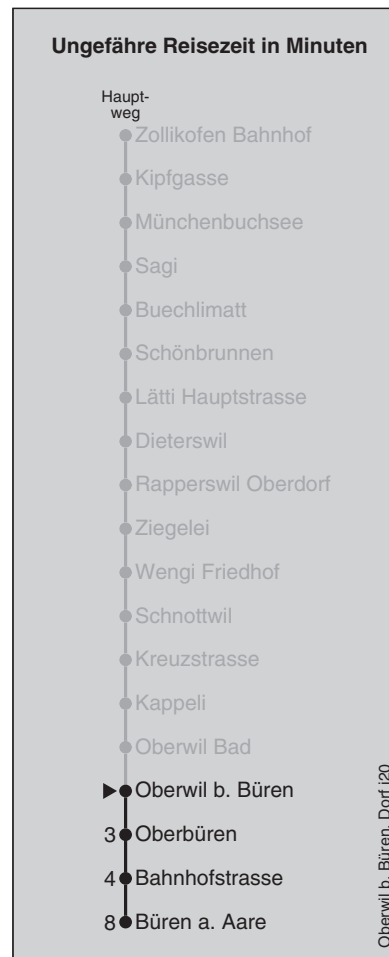 Ungefähre Reisezeit in Minuten
Haupt-
weg
Zollikofen Bahnhof
Kipfgasse
Münchenbuchsee
Sagi
Buechlimatt
Schönbrunnen
Lätti Hauptstrasse
Dieterswil
Rapperswil Oberdorf
Ziegelei
Wengi Friedhof
Schnottwil
Kreuzstrasse
Kappeli
Oberwil Bad
Oberwil b. Büren
3 Oberbüren
4 Bahnhofstrasse
8 Büren a. Aare
Oberwil b. Büren, Dorf j20